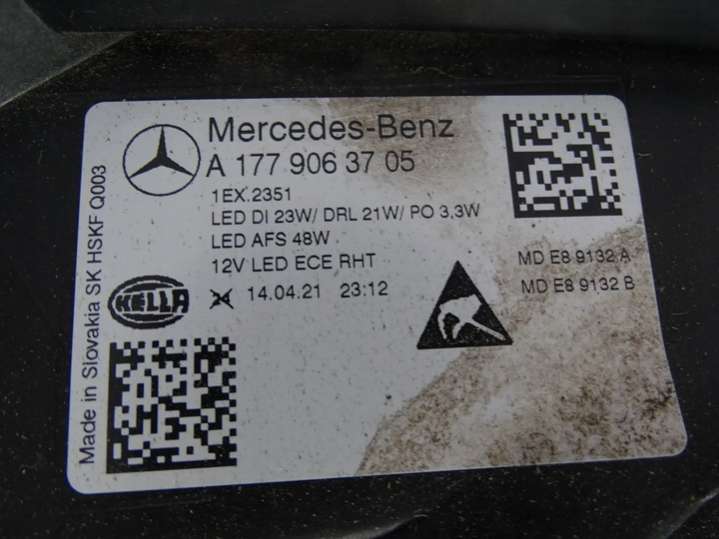 Mercedes-Benz
A 177 906 37 05
1EX.2351
LED DI 23W/ DRL 21W/ PO 3,3W
LED AFS 48W
12V LED ECE RHT
14.04.21 23:12
MD E8 9132 A
MD E8 9132 B
HELLA
Made in Slovakia SK HSKF Q003